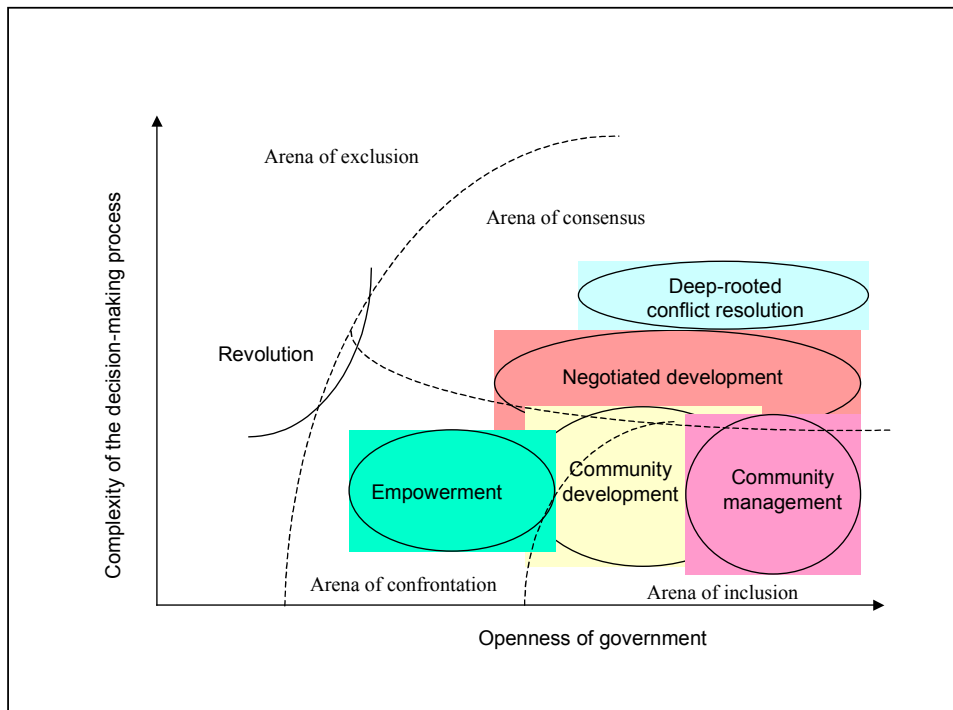 Arena of exclusion
Arena of consensus
Deep-rooted
conflict resolution
Revolution
Negotiated development
Empowerment
Community
development
Community
management
Arena of confrontation
Arena of inclusion
Openness of government
Complexity of the decision-making process